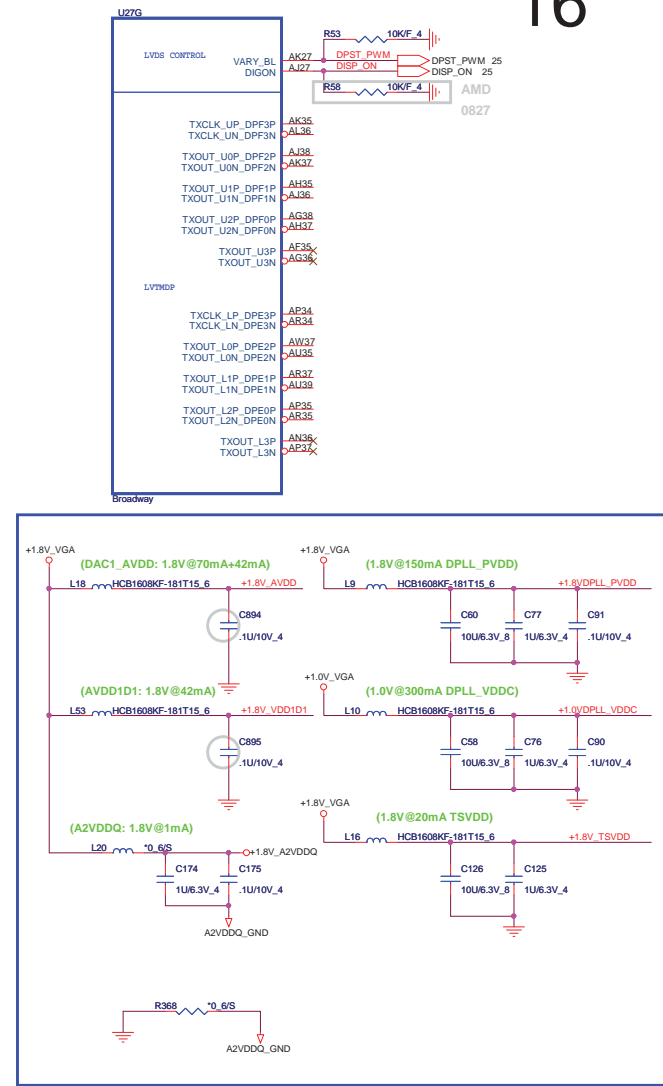 16
U27G
LVDS CONTROL
VARY_BL AK27 DPST_PWM DPST_PWM 25
DIGON AJ27 DISP_ON DISP_ON 25
R53 10K/F_4
R58 10K/F_4 AMD
0827
TXCLK_UP_DPF3P AK35
TXCLK_UN_DPF3N AL36
TXOUT_U0P_DPF2P AJ38
TXOUT_U0N_DPF2N AK37
TXOUT_U1P_DPF1P AH35
TXOUT_U1N_DPF1N AJ36
TXOUT_U2P_DPF0P AG38
TXOUT_U2N_DPF0N AH37
TXOUT_U3P AF35
TXOUT_U3N AG36
LVTMDP
TXCLK_LP_DPE3P AP34
TXCLK_LN_DPE3N AR34
TXOUT_L0P_DPE2P AW37
TXOUT_L0N_DPE2N AU35
TXOUT_L1P_DPE1P AR37
TXOUT_L1N_DPE1N AU39
TXOUT_L2P_DPE0P AP35
TXOUT_L2N_DPE0N AR35
TXOUT_L3P AN36
TXOUT_L3N AP37
Broadway
+1.8V_VGA
(DAC1_AVDD: 1.8V@70mA+42mA)
L18 HCB1608KF-181T15_6 +1.8V_AVDD
C894
.1U/10V_4
(AVDD1D1: 1.8V@42mA)
L53 HCB1608KF-181T15_6 +1.8V_VDD1D1
C895
.1U/10V_4
(A2VDDQ: 1.8V@1mA)
L20 *0_6/S +1.8V_A2VDDQ
C174 C175
1U/6.3V_4 .1U/10V_4
A2VDDQ_GND
R368 *0_6/S
A2VDDQ_GND
+1.8V_VGA
(1.8V@150mA DPLL_PVDD)
L9 HCB1608KF-181T15_6 +1.8VDPLL_PVDD
C60 C77 C91
10U/6.3V_8 1U/6.3V_4 .1U/10V_4
+1.0V_VGA
(1.0V@300mA DPLL_VDDC)
L10 HCB1608KF-181T15_6 +1.0VDPLL_VDDC
C58 C76 C90
10U/6.3V_8 1U/6.3V_4 .1U/10V_4
+1.8V_VGA
(1.8V@20mA TSVDD)
L16 HCB1608KF-181T15_6 +1.8V_TSVDD
C126 C125
10U/6.3V_8 1U/6.3V_4